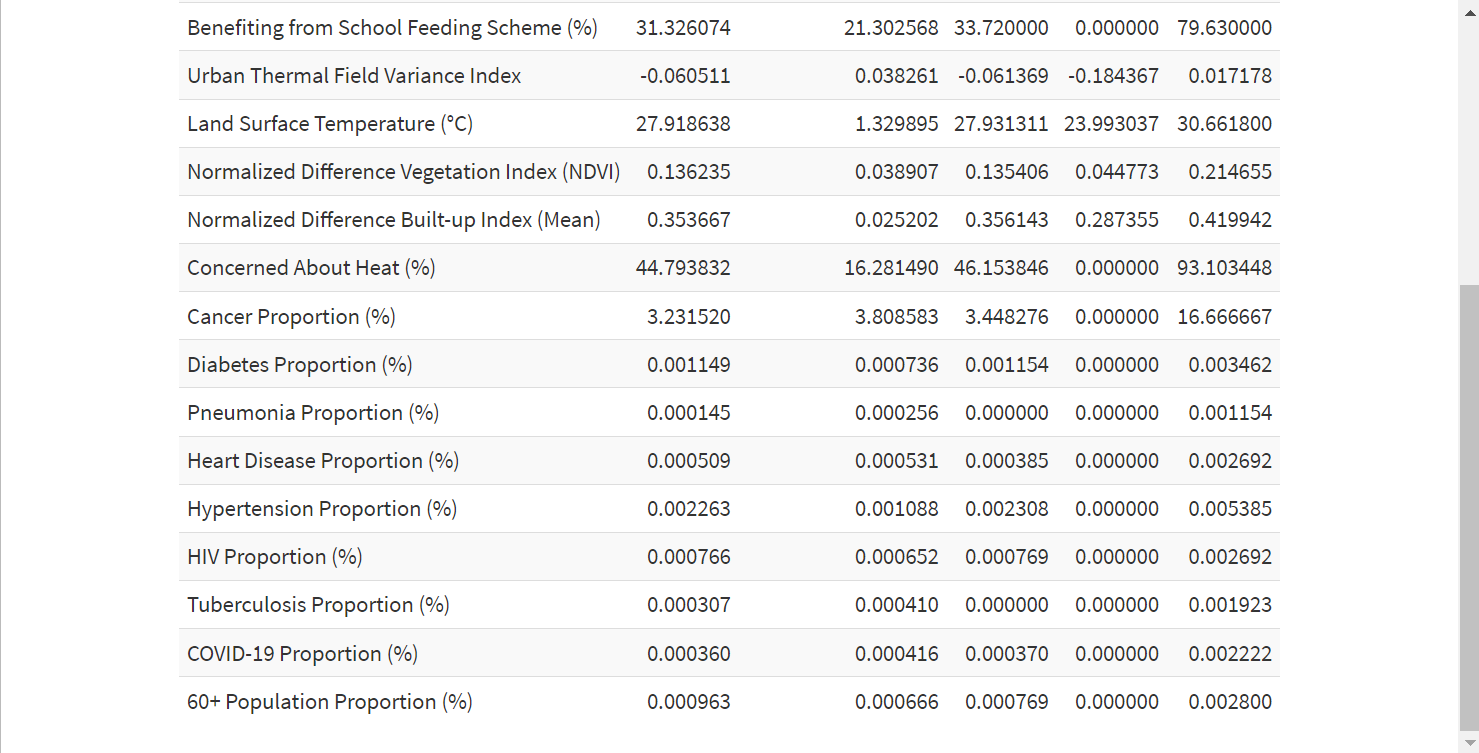 Benefiting from School Feeding Scheme (%) 31.326074 21.302568 33.720000 0.000000 79.630000
Urban Thermal Field Variance Index -0.060511 0.038261 -0.061369 -0.184367 0.017178
Land Surface Temperature (°C) 27.918638 1.329895 27.931311 23.993037 30.661800
Normalized Difference Vegetation Index (NDVI) 0.136235 0.038907 0.135406 0.044773 0.214655
Normalized Difference Built-up Index (Mean) 0.353667 0.025202 0.356143 0.287355 0.419942
Concerned About Heat (%) 44.793832 16.281490 46.153846 0.000000 93.103448
Cancer Proportion (%) 3.231520 3.808583 3.448276 0.000000 16.666667
Diabetes Proportion (%) 0.001149 0.000736 0.001154 0.000000 0.003462
Pneumonia Proportion (%) 0.000145 0.000256 0.000000 0.000000 0.001154
Heart Disease Proportion (%) 0.000509 0.000531 0.000385 0.000000 0.002692
Hypertension Proportion (%) 0.002263 0.001088 0.002308 0.000000 0.005385
HIV Proportion (%) 0.000766 0.000652 0.000769 0.000000 0.002692
Tuberculosis Proportion (%) 0.000307 0.000410 0.000000 0.000000 0.001923
COVID-19 Proportion (%) 0.000360 0.000416 0.000370 0.000000 0.002222
60+ Population Proportion (%) 0.000963 0.000666 0.000769 0.000000 0.002800